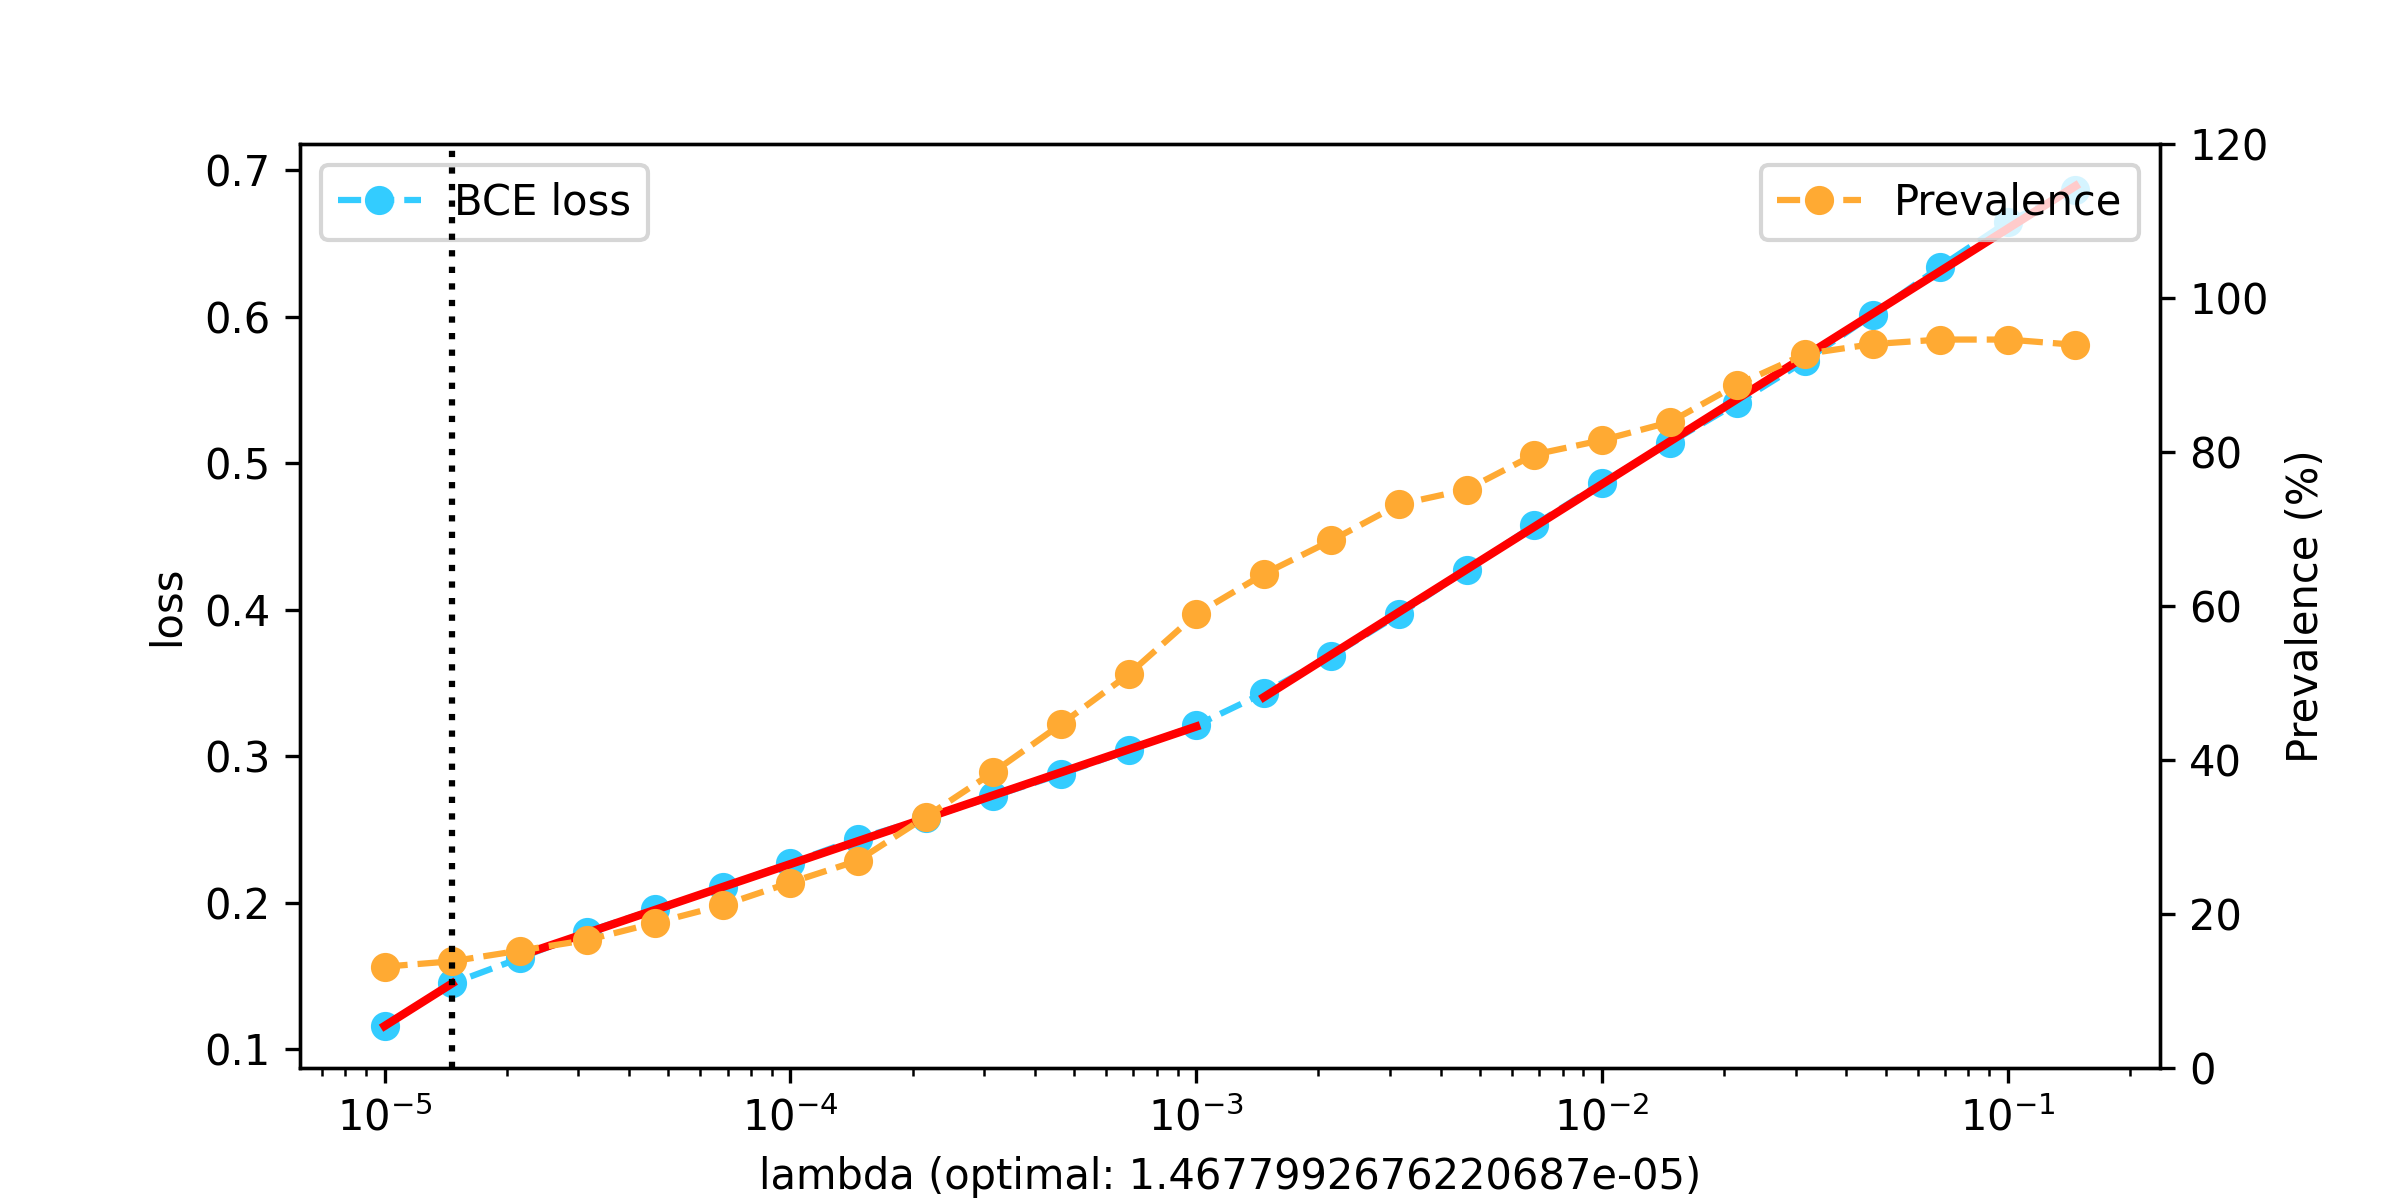 BCE loss
Prevalence
0.7
0.6
0.5
0.4
0.3
0.2
0.1
loss
120
100
80
60
40
20
0
Prevalence (%)
10⁻⁵ 10⁻⁴ 10⁻³ 10⁻² 10⁻¹
lambda (optimal: 1.4677992676220687e-05)